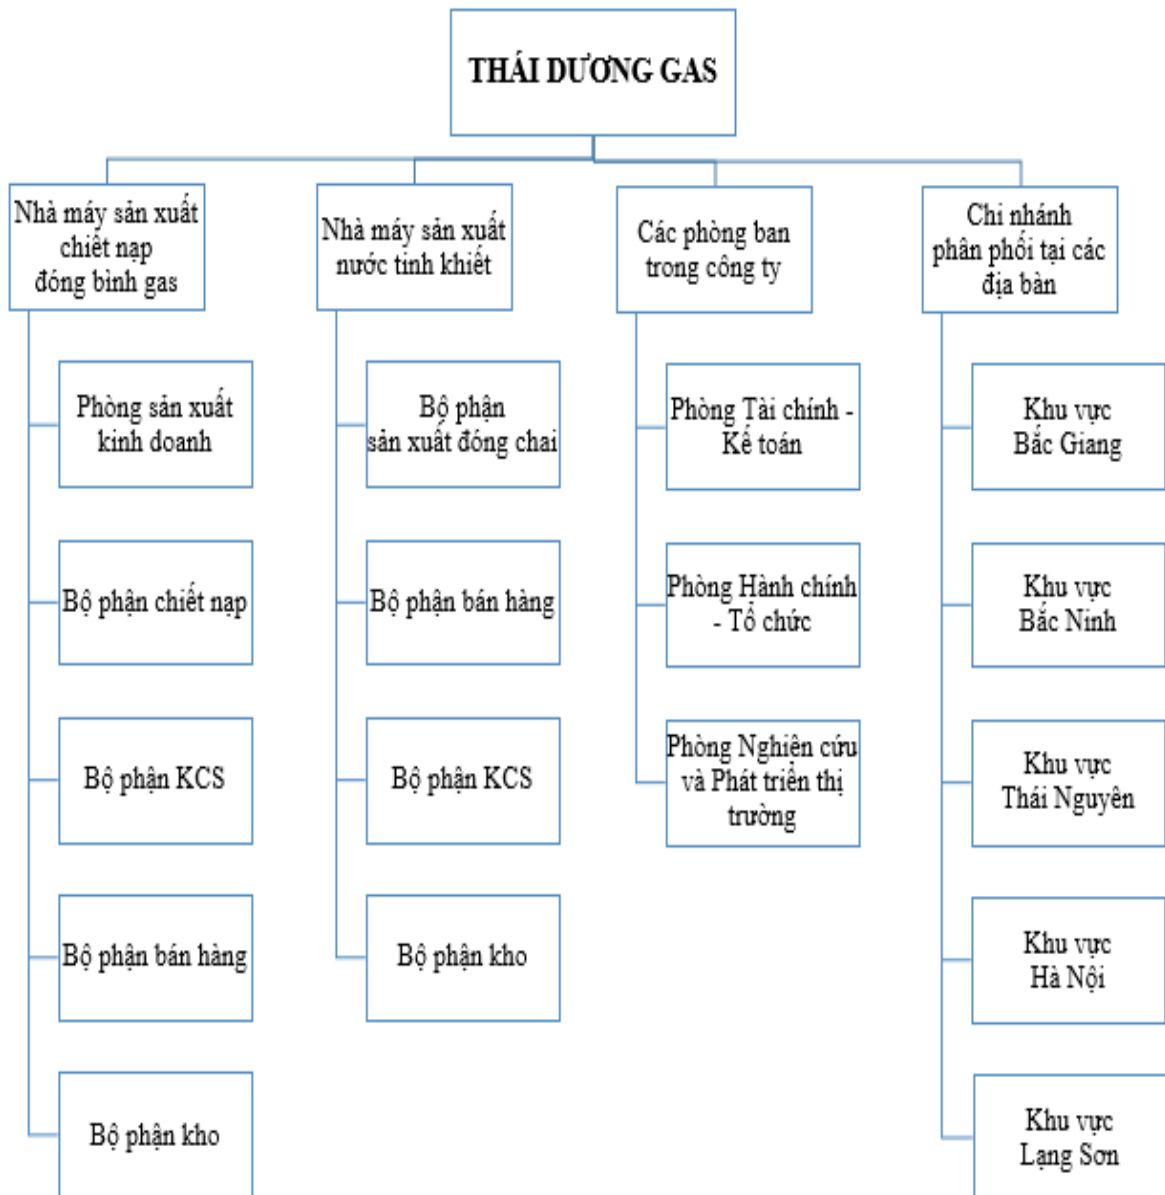 THÁI DƯƠNG GAS
Nhà máy sản xuất
chiết nạp
đóng bình gas
Nhà máy sản xuất
nước tinh khiết
Các phòng ban
trong công ty
Chi nhánh
phân phối tại các
địa bàn
Phòng sản xuất
kinh doanh
Bộ phận chiết nạp
Bộ phận KCS
Bộ phận bán hàng
Bộ phận kho
Bộ phận
sản xuất đóng chai
Bộ phận bán hàng
Bộ phận KCS
Bộ phận kho
Phòng Tài chính -
Kế toán
Phòng Hành chính
- Tổ chức
Phòng Nghiên cứu
và Phát triển thị
trường
Khu vực
Bắc Giang
Khu vực
Bắc Ninh
Khu vực
Thái Nguyên
Khu vực
Hà Nội
Khu vực
Lạng Sơn